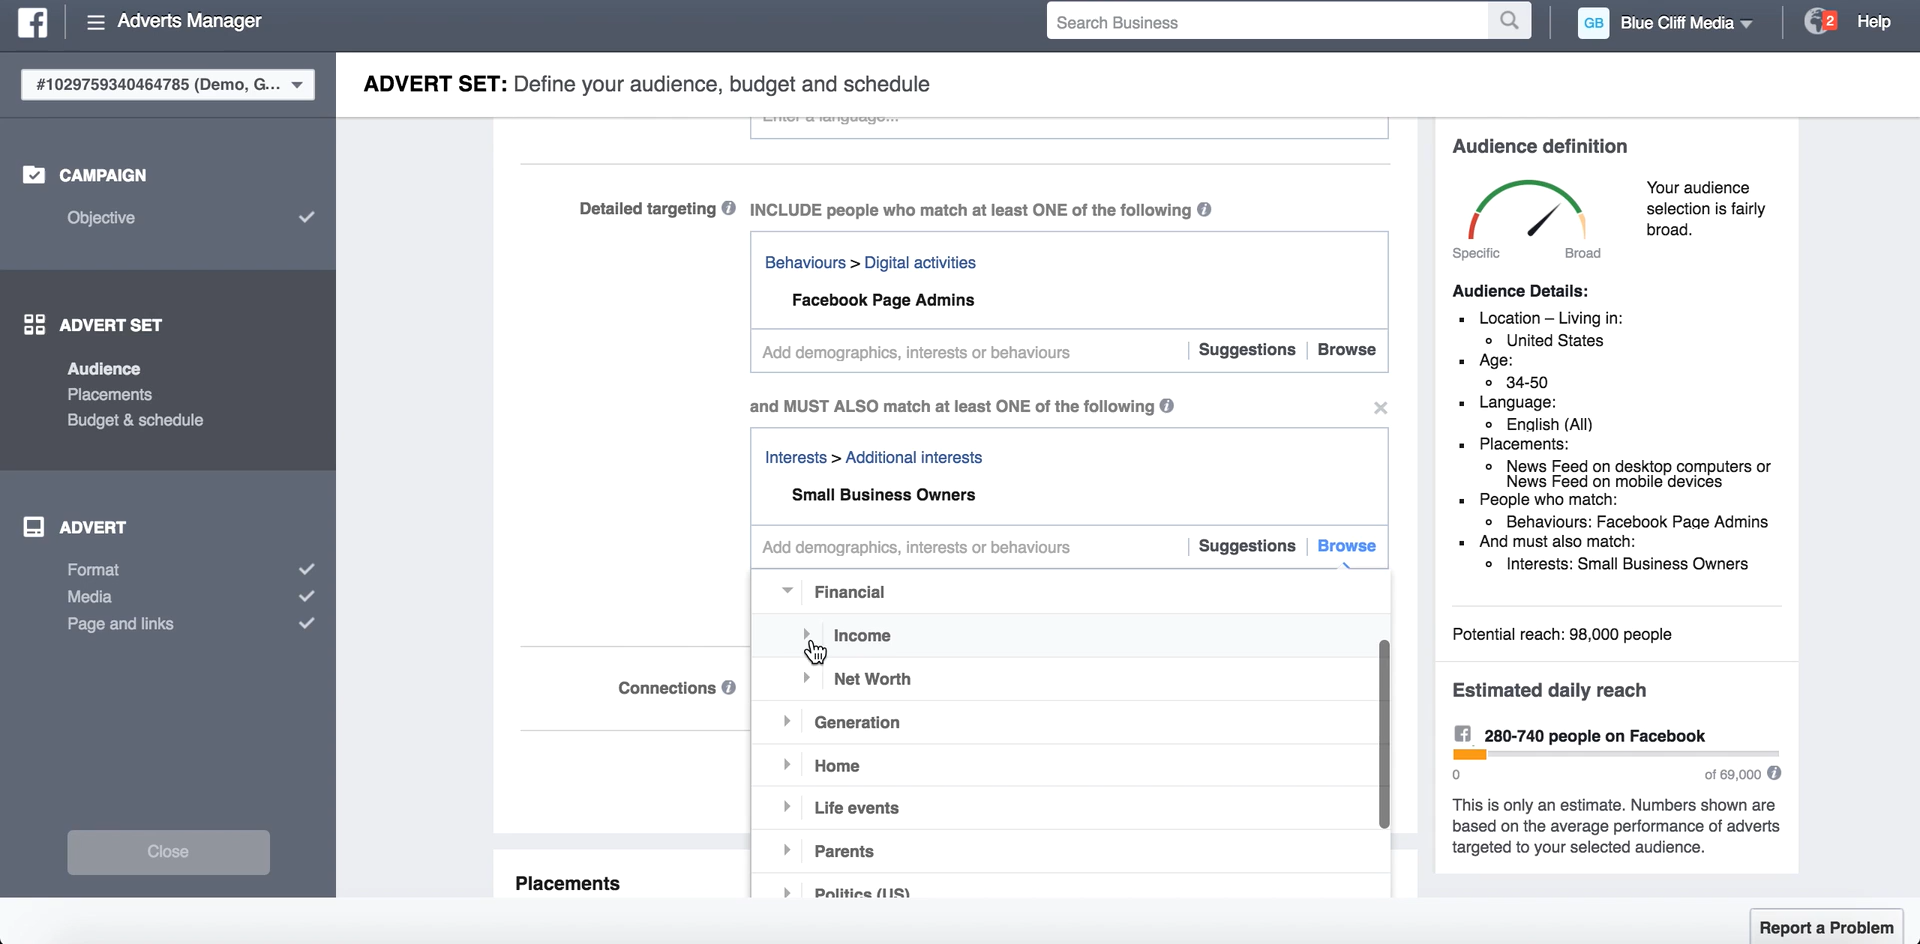 f
Adverts Manager
Search Business
GB
Blue Cliff Media
2
Help
#1029759340464785 (Demo, G...
ADVERT SET: Define your audience, budget and schedule
CAMPAIGN
Objective
ADVERT SET
Audience
Placements
Budget & schedule
ADVERT
Format
Media
Page and links
Close
Enter a language...
Detailed targeting
INCLUDE people who match at least ONE of the following
Behaviours > Digital activities
Facebook Page Admins
Add demographics, interests or behaviours
Suggestions
Browse
and MUST ALSO match at least ONE of the following
Interests > Additional interests
Small Business Owners
Add demographics, interests or behaviours
Suggestions
Browse
Financial
Income
Net Worth
Generation
Home
Life events
Parents
Politics (US)
Connections
Placements
Audience definition
Specific
Broad
Your audience
selection is fairly
broad.
Audience Details:
Location – Living in:
United States
Age:
34-50
Language:
English (All)
Placements:
News Feed on desktop computers or
News Feed on mobile devices
People who match:
Behaviours: Facebook Page Admins
And must also match:
Interests: Small Business Owners
Potential reach: 98,000 people
Estimated daily reach
280-740 people on Facebook
0
of 69,000
This is only an estimate. Numbers shown are
based on the average performance of adverts
targeted to your selected audience.
Report a Problem